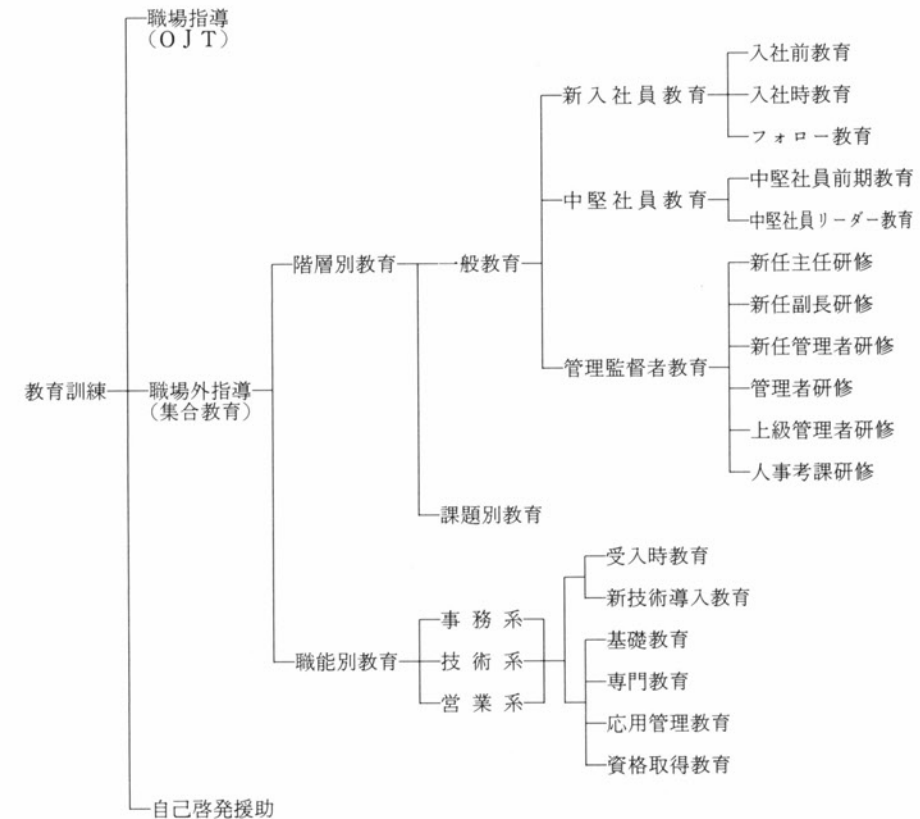 教育訓練
職場指導
(OJT)
職場外指導
(集合教育)
階層別教育
一般教育
新入社員教育
入社前教育
入社時教育
フォロー教育
中堅社員教育
中堅社員前期教育
中堅社員リーダー教育
管理監督者教育
新任主任研修
新任副長研修
新任管理者研修
管理者研修
上級管理者研修
人事考課研修
課題別教育
職能別教育
事務系
技術系
営業系
受入時教育
新技術導入教育
基礎教育
専門教育
応用管理教育
資格取得教育
自己啓発援助